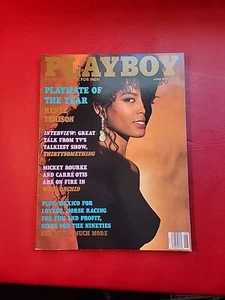 PLAYBOY
ENTERTAINMENT FOR MEN
PLAYMATE OF
THE YEAR
RENEE
TENISON
INTERVIEW: GREAT
TALK FROM TV'S
TALKIEST SHOW,
THIRTYSOMETHING
MICKEY ROURKE
AND CARRÉ OTIS
ARE ON FIRE IN
WILD ORCHID
PLUS: MEXICO FOR
LOVERS, HORSE RACING
FOR FUN AND PROFIT,
BIKES FOR THE NINETIES
AND MUCH MORE